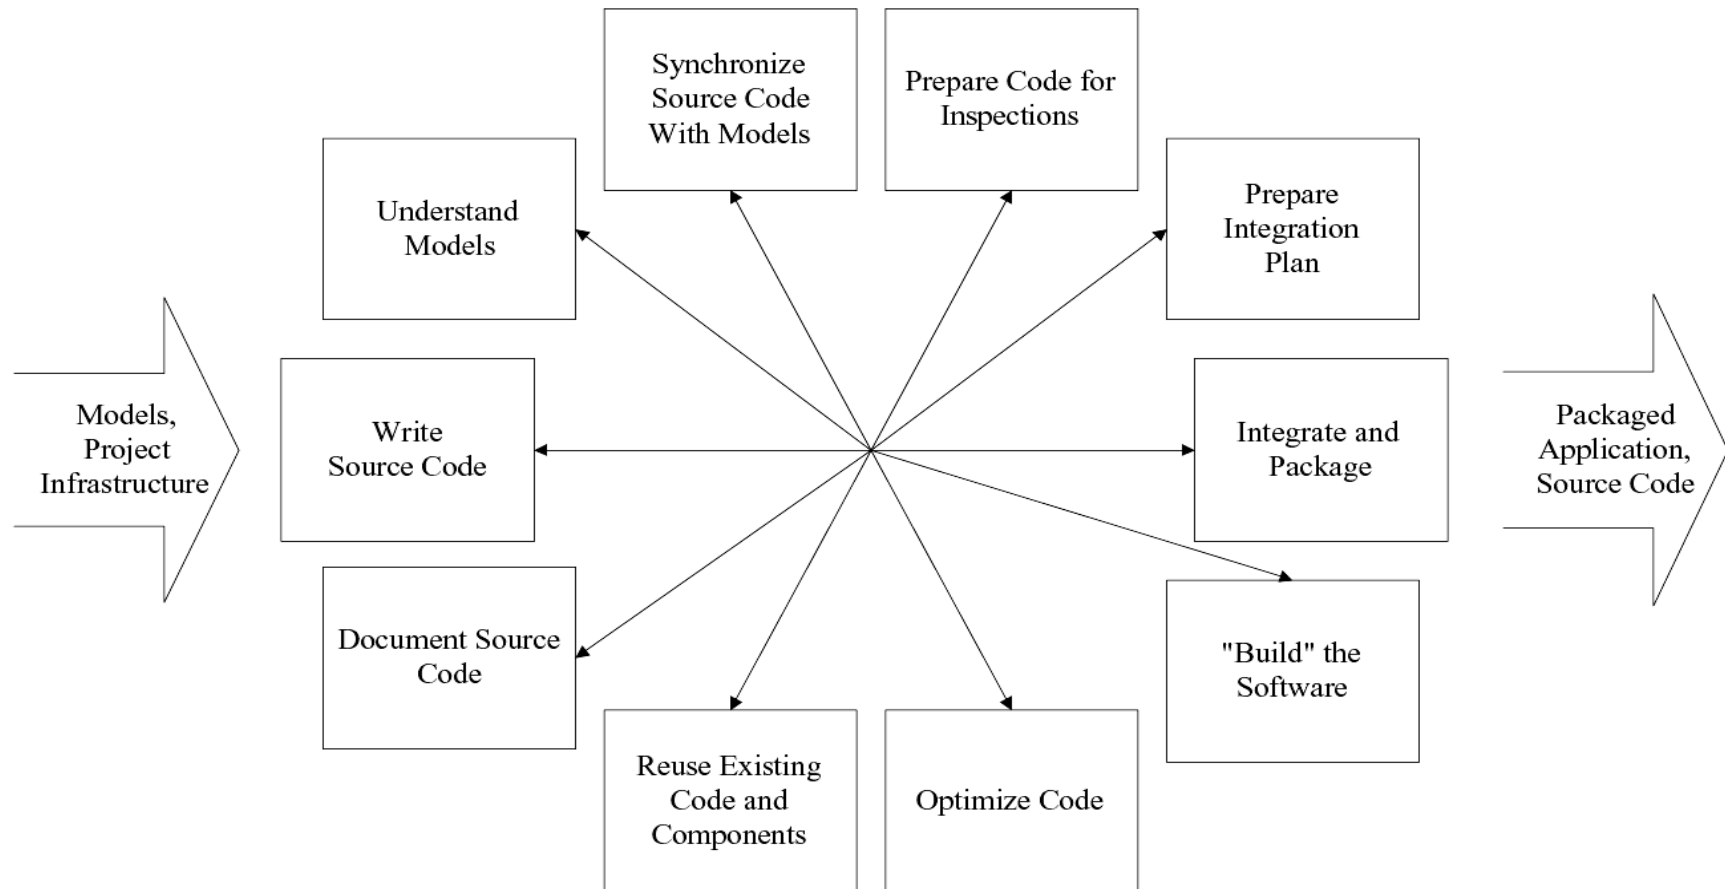 Synchronize
Source Code
With Models
Prepare Code for
Inspections
Understand
Models
Prepare
Integration
Plan
Models,
Project
Infrastructure
Write
Source Code
Integrate and
Package
Packaged
Application,
Source Code
Document Source
Code
"Build" the
Software
Reuse Existing
Code and
Components
Optimize Code